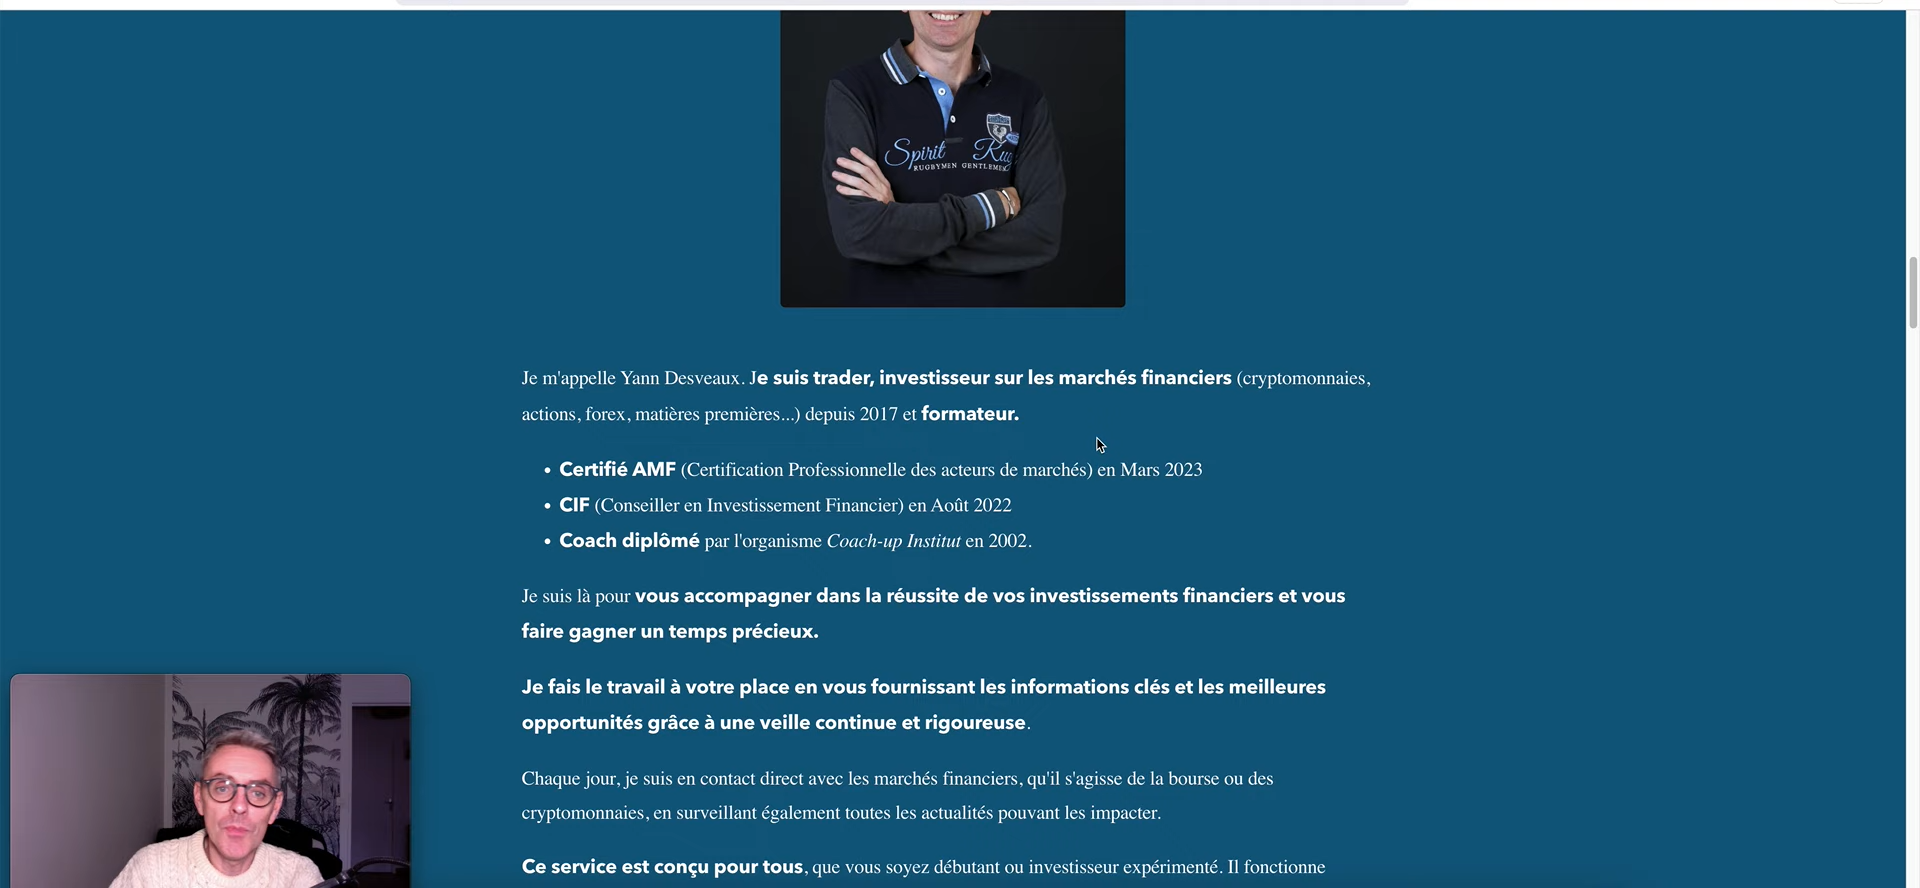 Spirit Rug
RUGBYMEN GENTLEMEN
Je m'appelle Yann Desveaux. Je suis trader, investisseur sur les marchés financiers (cryptomonnaies,
actions, forex, matières premières...) depuis 2017 et formateur.
• Certifié AMF (Certification Professionnelle des acteurs de marchés) en Mars 2023
• CIF (Conseiller en Investissement Financier) en Août 2022
• Coach diplômé par l'organisme Coach-up Institut en 2002.
Je suis là pour vous accompagner dans la réussite de vos investissements financiers et vous
faire gagner un temps précieux.
Je fais le travail à votre place en vous fournissant les informations clés et les meilleures
opportunités grâce à une veille continue et rigoureuse.
Chaque jour, je suis en contact direct avec les marchés financiers, qu'il s'agisse de la bourse ou des
cryptomonnaies, en surveillant également toutes les actualités pouvant les impacter.
Ce service est conçu pour tous, que vous soyez débutant ou investisseur expérimenté. Il fonctionne